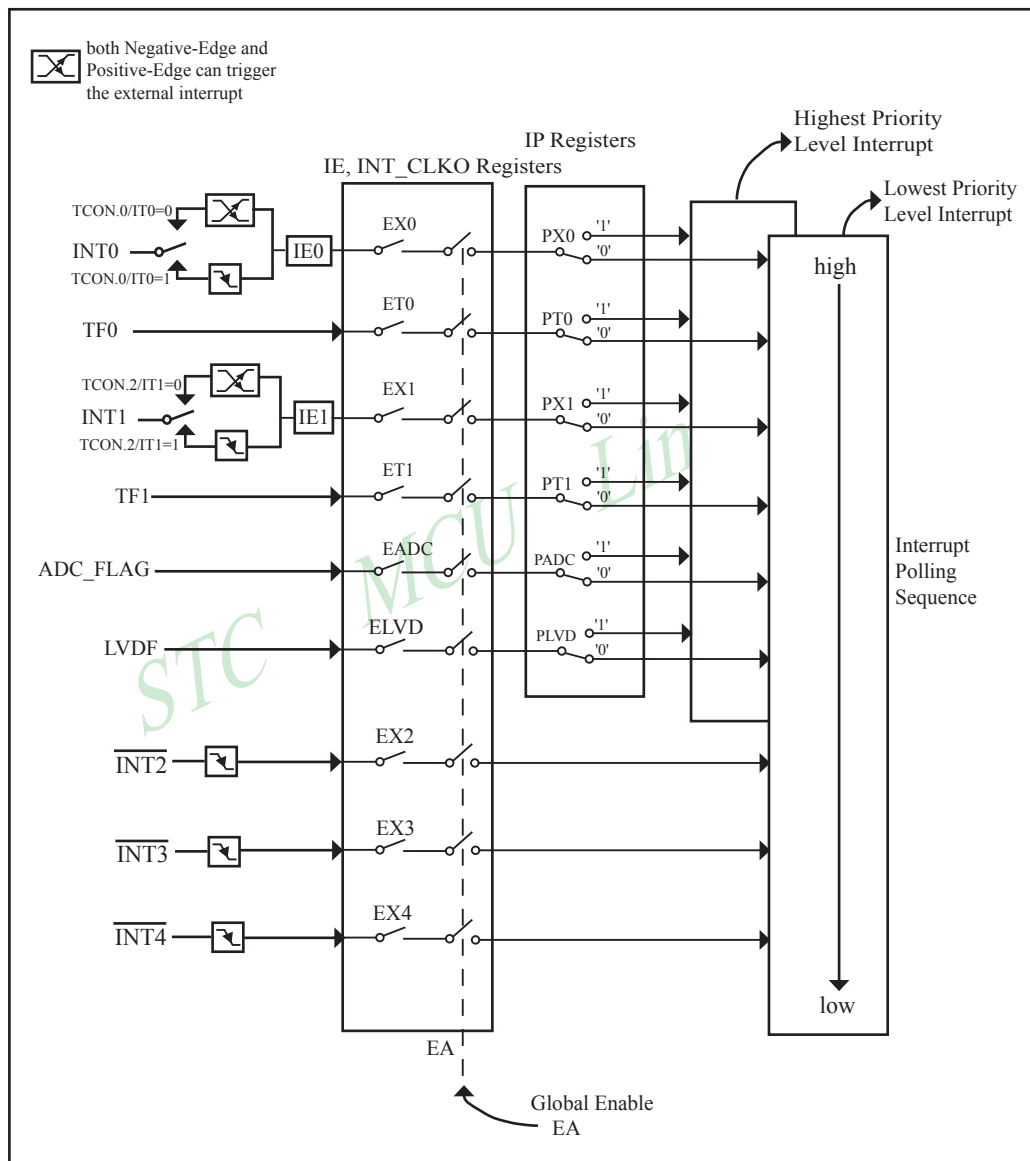 both Negative-Edge and
Positive-Edge can trigger
the external interrupt
Highest Priority
Level Interrupt
IP Registers
IE, INT_CLKO Registers
Lowest Priority
Level Interrupt
TCON.0/IT0=0
INT0
TCON.0/IT0=1
IE0
EX0
PX0
'1'
'0'
high
TF0
ET0
PT0
'1'
'0'
TCON.2/IT1=0
INT1
TCON.2/IT1=1
IE1
EX1
PX1
'1'
'0'
TF1
ET1
PT1
'1'
'0'
ADC_FLAG
EADC
PADC
'1'
'0'
Interrupt
Polling
Sequence
LVDF
ELVD
PLVD
'1'
'0'
STC MCU Lim
INT2
EX2
INT3
EX3
INT4
EX4
low
EA
Global Enable
EA